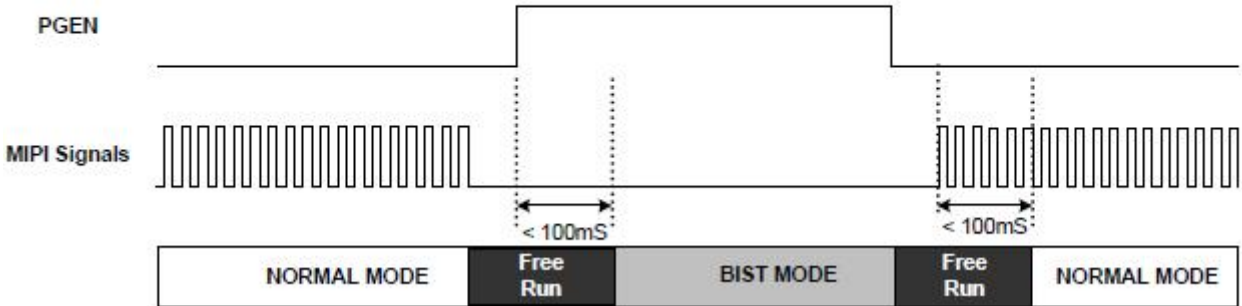 PGEN
MIPI Signals
< 100mS
< 100mS
NORMAL MODE
Free
Run
BIST MODE
Free
Run
NORMAL MODE